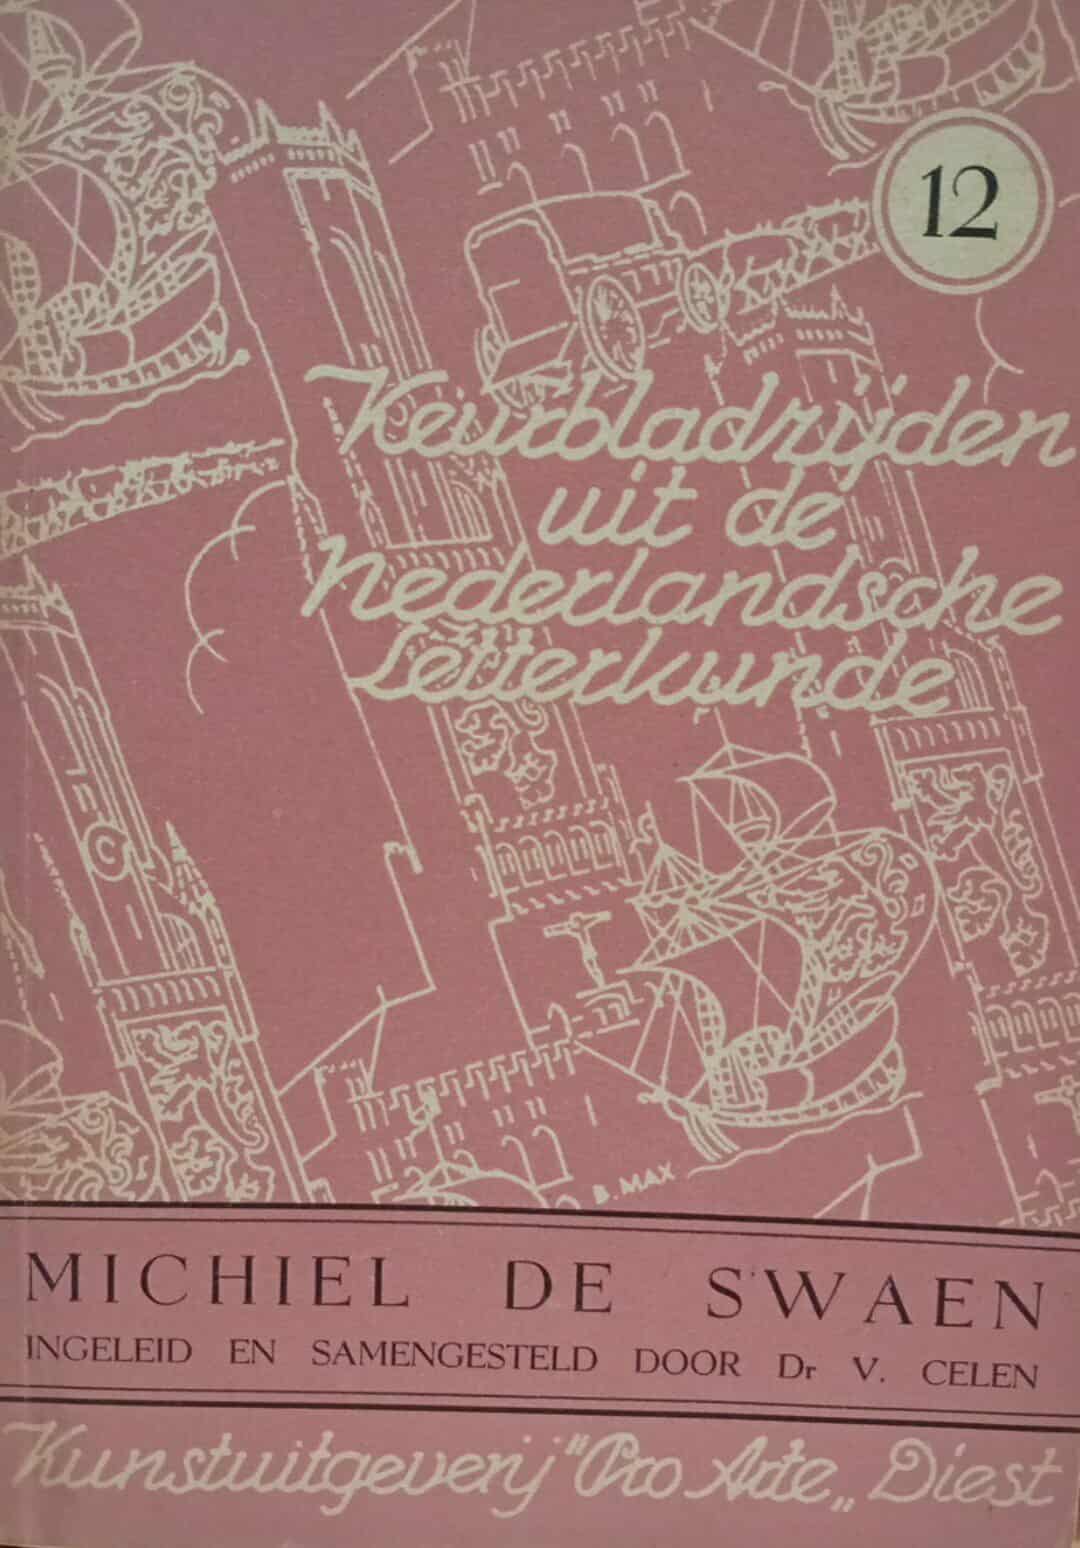 12
Keurbladzijden
uit de
Nederlandsche
Letterkunde
B. MAX
MICHIEL DE SWAEN
INGELEID EN SAMENGESTELD DOOR Dr V. CELEN
Kunstuitgeverij "Pro Arte„ Diest